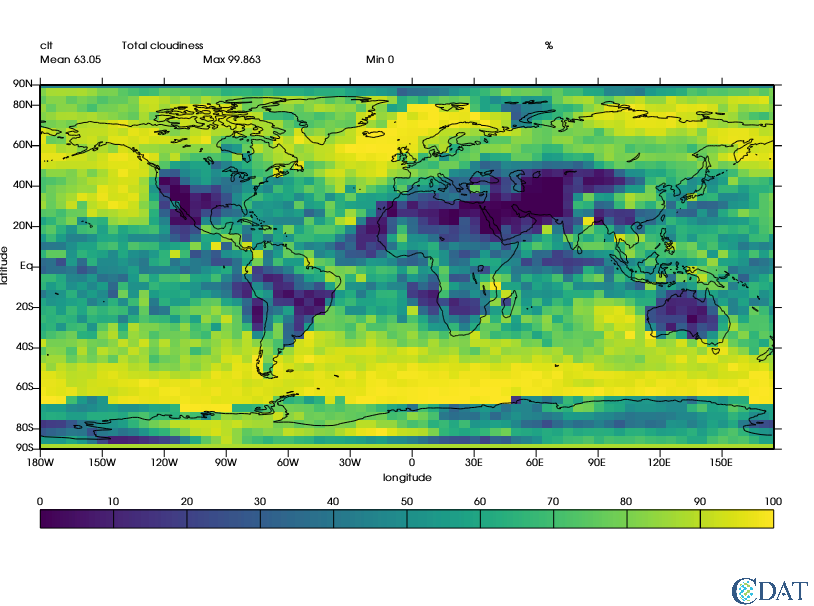 clt Total cloudiness %
Mean 63.05 Max 99.863 Min 0
90N
80N
60N
40N
20N
Eq
20S
40S
60S
80S
90S
latitude
180W 150W 120W 90W 60W 30W 0 30E 60E 90E 120E 150E
longitude
0 10 20 30 40 50 60 70 80 90 100
CDAT